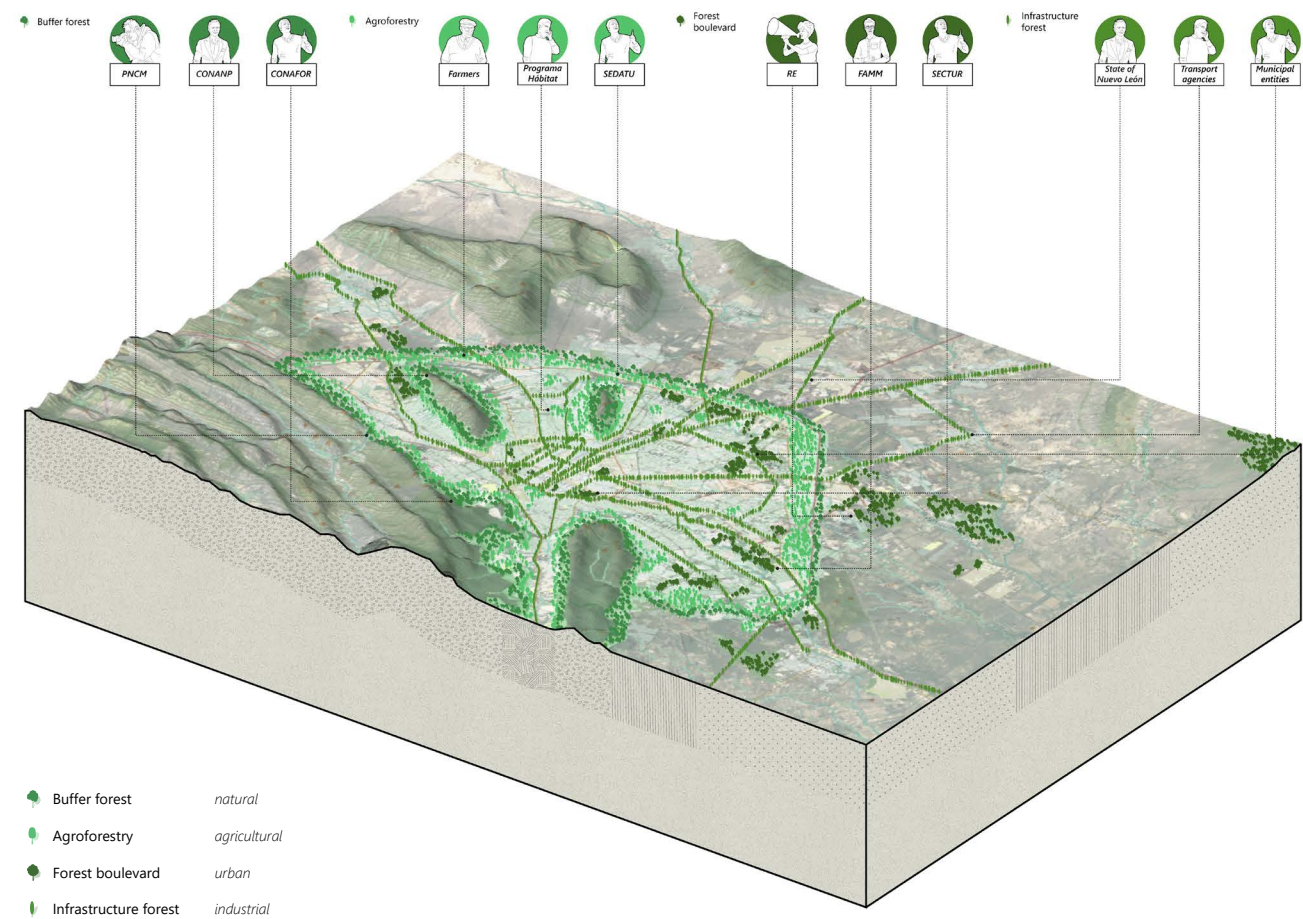 Buffer forest
PNCM
CONANP
CONAFOR
Agroforestry
Farmers
Programa
Hábitat
SEDATU
Forest
boulevard
RE
FAMM
SECTUR
Infrastructure
forest
State of
Nuevo León
Transport
agencies
Municipal
entities
Buffer forest natural
Agroforestry agricultural
Forest boulevard urban
Infrastructure forest industrial